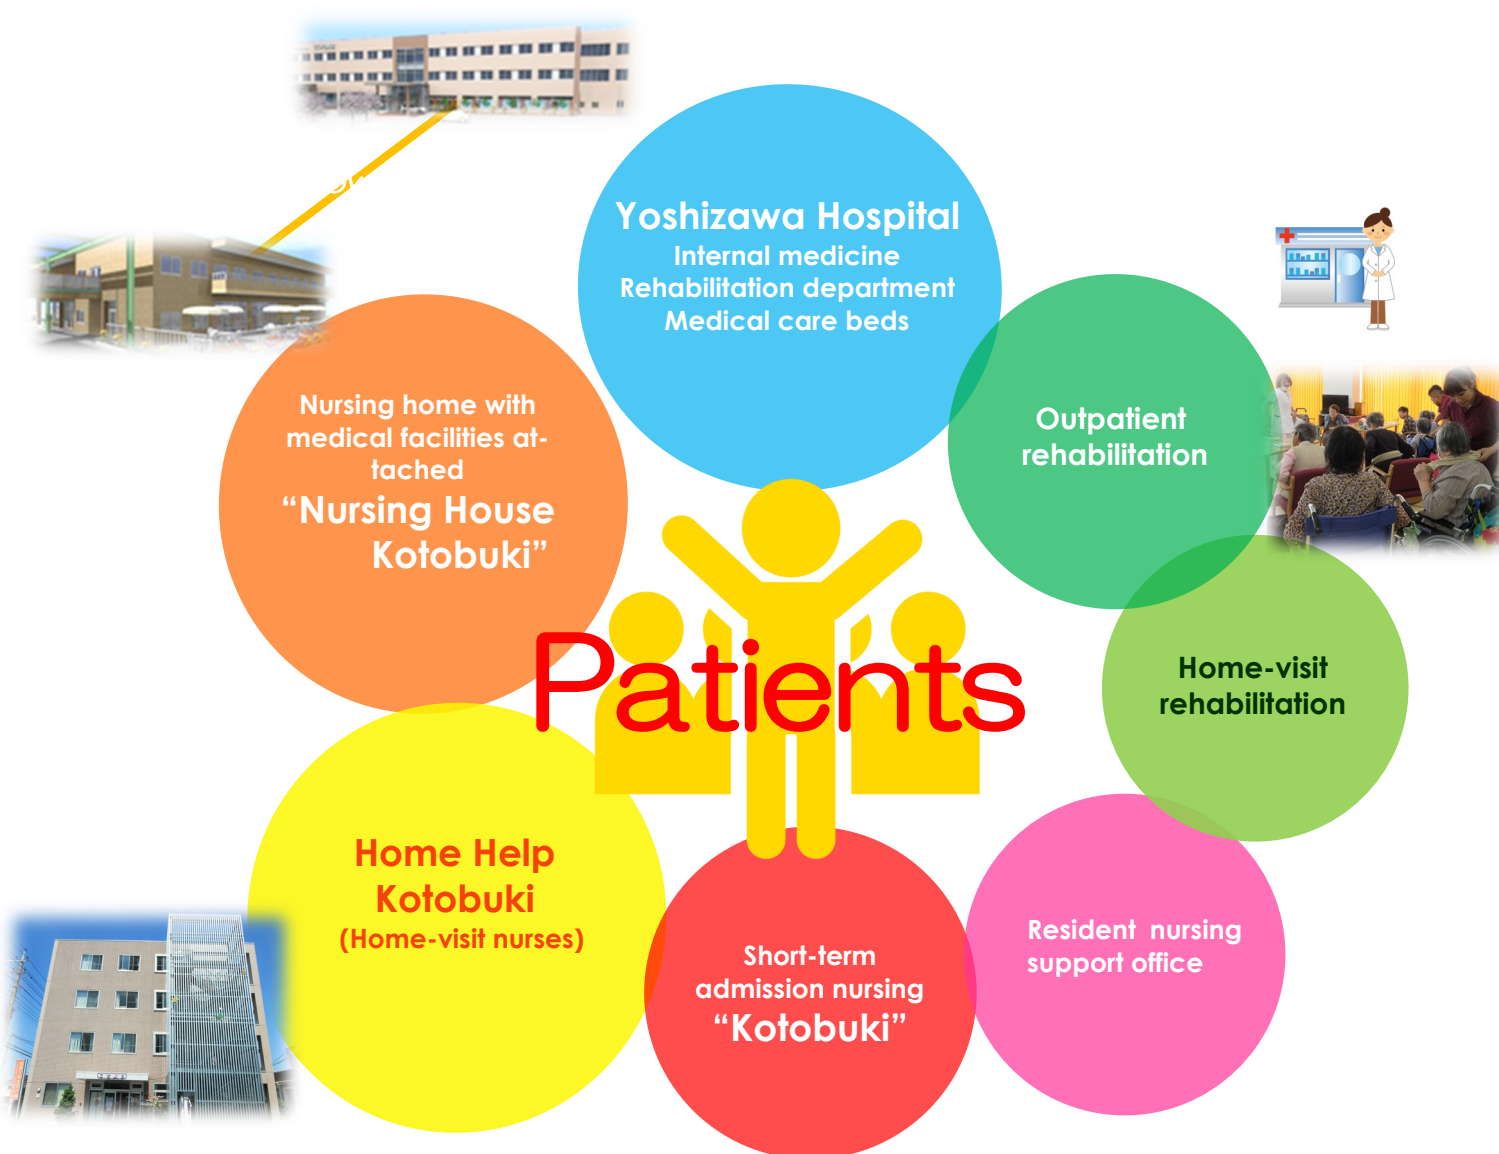 Yoshizawa Hospital
Internal medicine
Rehabilitation department
Medical care beds
Outpatient
rehabilitation
Nursing home with
medical facilities at-
tached
“Nursing House
Kotobuki”
Patients
Home-visit
rehabilitation
Home Help
Kotobuki
(Home-visit nurses)
Short-term
admission nursing
“Kotobuki”
Resident nursing
support office